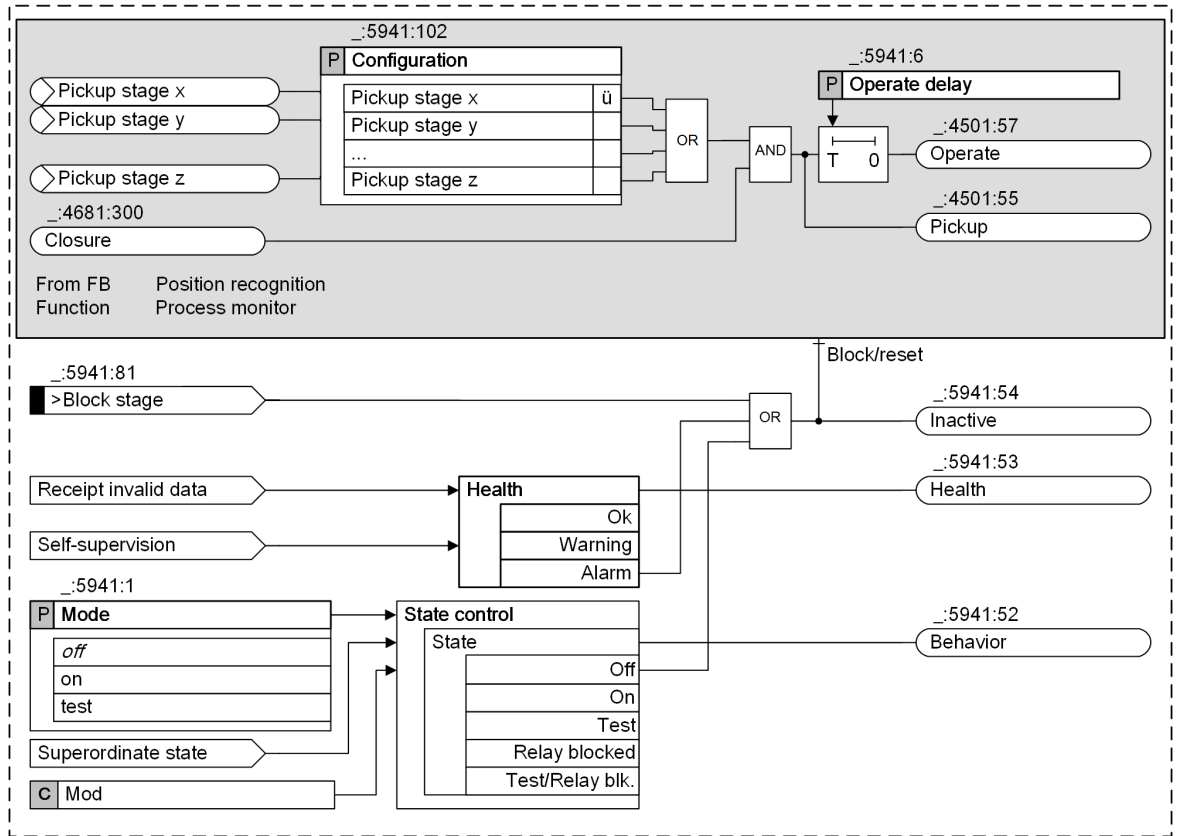 _:5941:102
P Configuration
_:5941:6
P Operate delay
Pickup stage x
Pickup stage y
Pickup stage z
Pickup stage x ü
Pickup stage y
...
Pickup stage z
OR
AND
T 0
_:4501:57
Operate
_:4501:55
Pickup
_:4681:300
Closure
From FB Position recognition
Function Process monitor
Block/reset
_:5941:81
>Block stage
OR
_:5941:54
Inactive
_:5941:53
Health
Receipt invalid data
Self-supervision
Health
Ok
Warning
Alarm
_:5941:1
P Mode
off
on
test
Superordinate state
C Mod
State control
State
Off
On
Test
Relay blocked
Test/Relay blk.
_:5941:52
Behavior